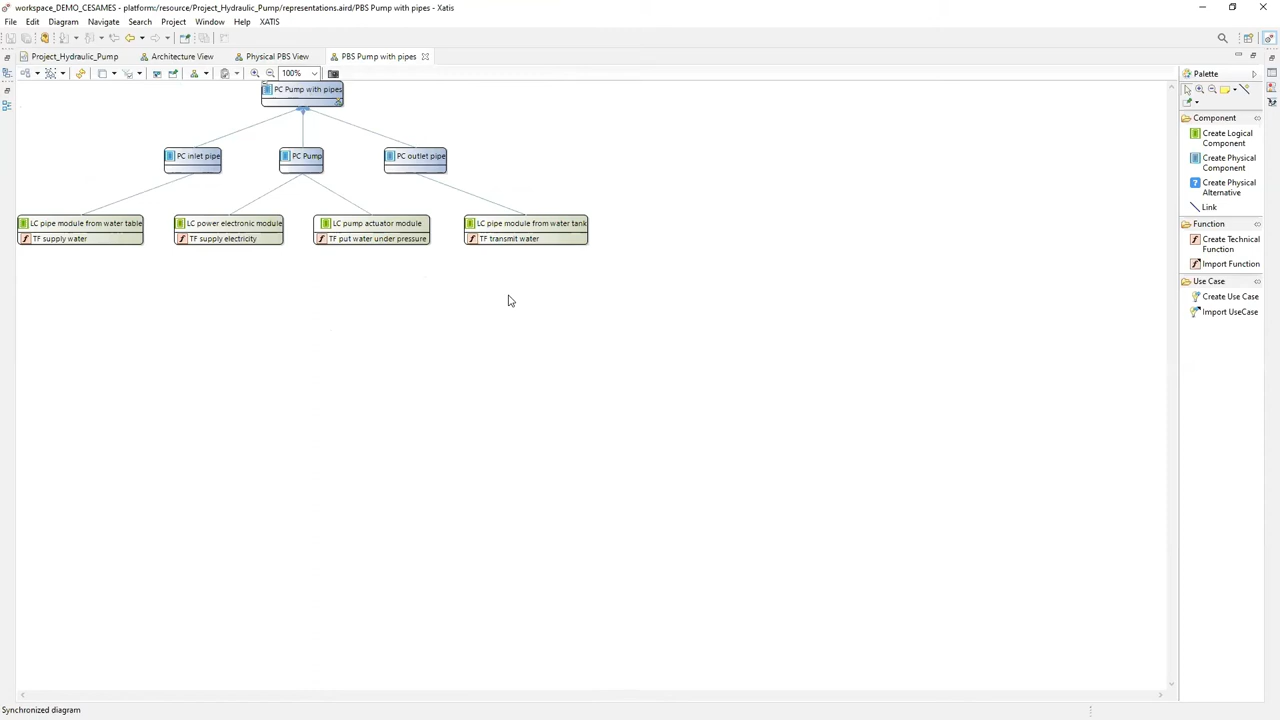 workspace_DEMO_CESAMES - platform:/resource/Project_Hydraulic_Pump/representations.aird/PBS Pump with pipes - Xatis
File Edit Diagram Navigate Search Project Window Help XATIS
Project_Hydraulic_Pump Architecture View Physical PBS View PBS Pump with pipes
100%
Palette
PC Pump with pipes
Component
Create Logical
Component
PC inlet pipe PC Pump PC outlet pipe
Create Physical
Component
Create Physical
Alternative
Link
LC pipe module from water table LC power electronic module LC pump actuator module LC pipe module from water tank
TF supply water TF supply electricity TF put water under pressure TF transmit water
Function
Create Technical
Function
Import Function
Use Case
Create Use Case
Import UseCase
Synchronized diagram